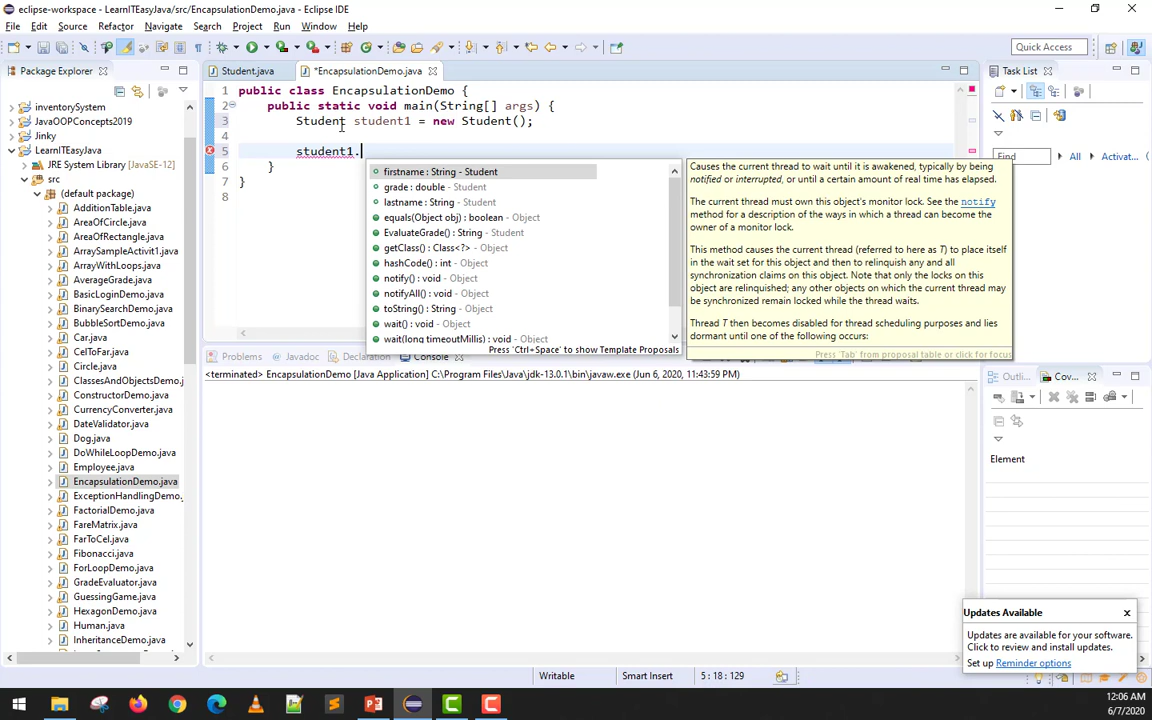 eclipse-workspace - LearnITEasyJava/src/EncapsulationDemo.java - Eclipse IDE
File Edit Source Refactor Navigate Search Project Run Window Help
Quick Access
Package Explorer
Student.java
*EncapsulationDemo.java
Task List
inventorySystem
JavaOOPConcepts2019
Jinky
LearnITEasyJava
JRE System Library [JavaSE-12]
src
(default package)
AdditionTable.java
AreaOfCircle.java
AreaOfRectangle.java
ArraySampleActivit1.java
ArrayWithLoops.java
AverageGrade.java
BasicLoginDemo.java
BinarySearchDemo.java
BubbleSortDemo.java
Car.java
CelToFar.java
Circle.java
ClassesAndObjectsDemo.j
ConstructorDemo.java
CurrencyConverter.java
DateValidator.java
Dog.java
DoWhileLoopDemo.java
Employee.java
EncapsulationDemo.java
ExceptionHandlingDemo.
FactorialDemo.java
FareMatrix.java
FarToCel.java
Fibonacci.java
ForLoopDemo.java
GradeEvaluator.java
GuessingGame.java
HexagonDemo.java
Human.java
InheritanceDemo.java
1 public class EncapsulationDemo {
2 public static void main(String[] args) {
3 Student student1 = new Student();
4
5 student1.
6 }
7 }
8
firstname : String - Student
grade : double - Student
lastname : String - Student
equals(Object obj) : boolean - Object
EvaluateGrade() : String - Student
getClass() : Class<?> - Object
hashCode() : int - Object
notify() : void - Object
notifyAll() : void - Object
toString() : String - Object
wait() : void - Object
wait(long timeoutMillis) : void - Object
Press 'Ctrl+Space' to show Template Proposals
Causes the current thread to wait until it is awakened, typically by being
notified or interrupted, or until a certain amount of real time has elapsed.
The current thread must own this object's monitor lock. See the notify
method for a description of the ways in which a thread can become the
owner of a monitor lock.
This method causes the current thread (referred to here as T) to place itself
in the wait set for this object and then to relinquish any and all
synchronization claims on this object. Note that only the locks on this
object are relinquished; any other objects on which the current thread may
be synchronized remain locked while the thread waits.
Thread T then becomes disabled for thread scheduling purposes and lies
dormant until one of the following occurs:
Press 'Tab' from proposal table or click for focus
Find All Activat...
Problems Javadoc Declaration Console
<terminated> EncapsulationDemo [Java Application] C:\Program Files\Java\jdk-13.0.1\bin\javaw.exe (Jun 6, 2020, 11:43:59 PM)
Outli... Cov...
Element
Updates Available
Updates are available for your software.
Click to review and install updates.
Set up Reminder options
Writable Smart Insert 5 : 18 : 129
12:06 AM
6/7/2020